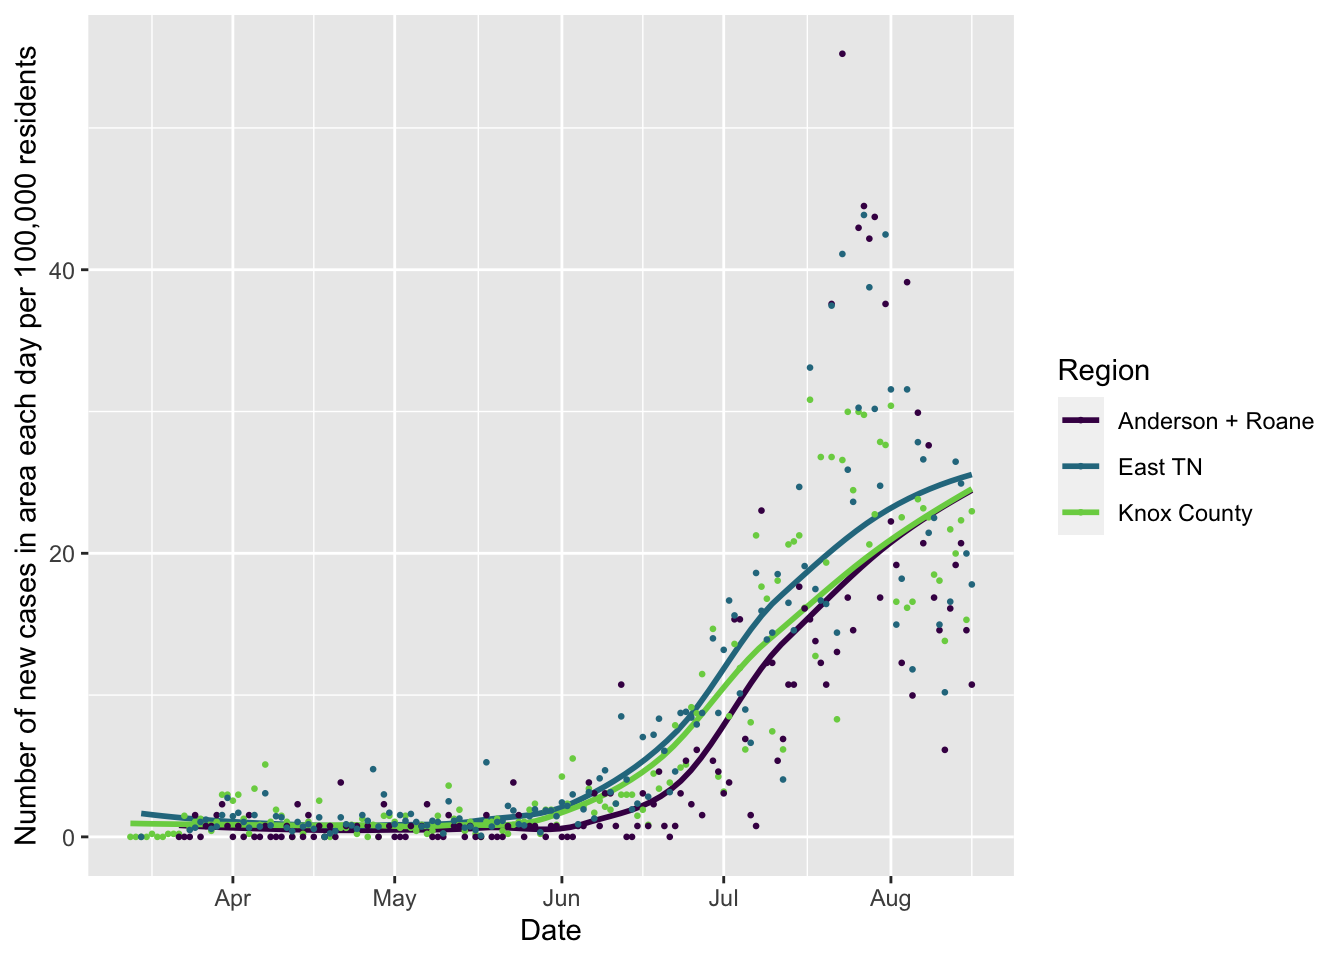 Number of new cases in area each day per 100,000 residents
40
20
0
Apr May Jun Jul Aug
Date
Region
Anderson + Roane
East TN
Knox County